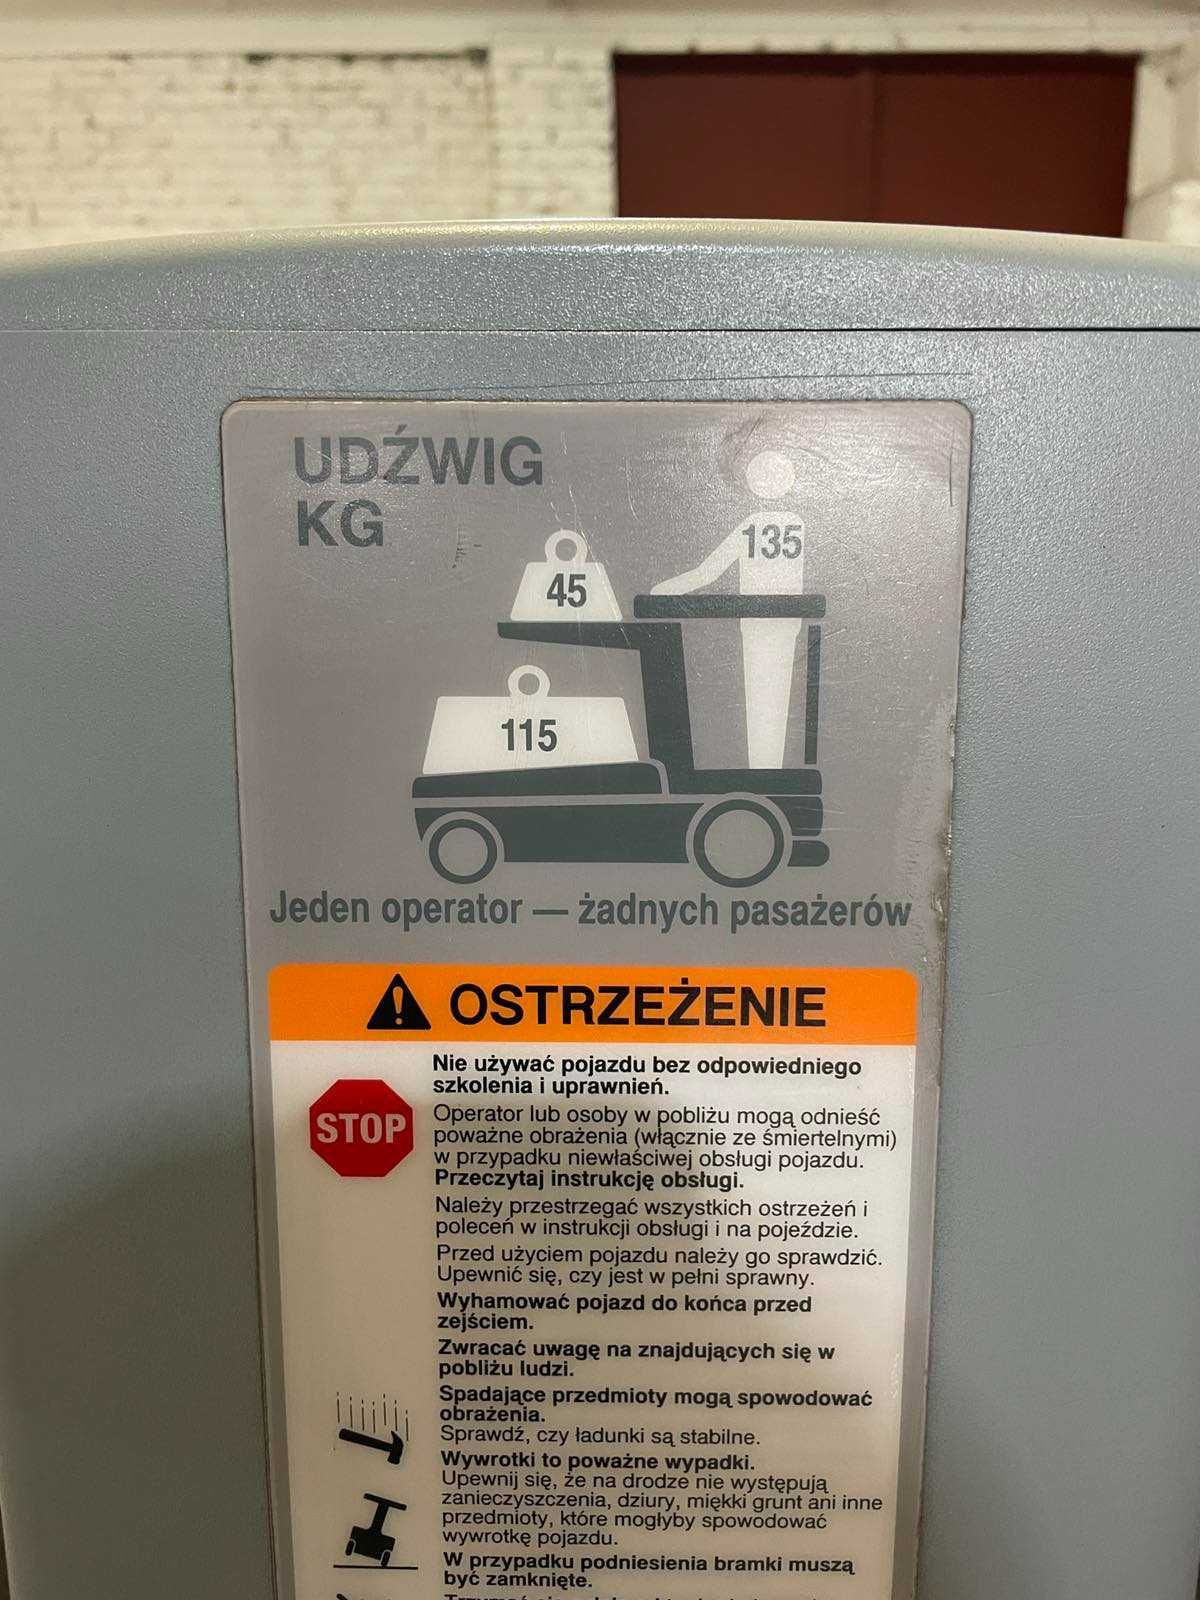 UDŹWIG
KG
135
45
115
Jeden operator — żadnych pasażerów
OSTRZEŻENIE
Nie używać pojazdu bez odpowiedniego
szkolenia i uprawnień.
STOP
Operator lub osoby w pobliżu mogą odnieść
poważne obrażenia (włącznie ze śmiertelnymi)
w przypadku niewłaściwej obsługi pojazdu.
Przeczytaj instrukcję obsługi.
Należy przestrzegać wszystkich ostrzeżeń i
poleceń w instrukcji obsługi i na pojeździe.
Przed użyciem pojazdu należy go sprawdzić.
Upewnić się, czy jest w pełni sprawny.
Wyhamować pojazd do końca przed
zejściem.
Zwracać uwagę na znajdujących się w
pobliżu ludzi.
Spadające przedmioty mogą spowodować
obrażenia.
Sprawdź, czy ładunki są stabilne.
Wywrotki to poważne wypadki.
Upewnij się, że na drodze nie występują
zanieczyszczenia, dziury, miękki grunt ani inne
przedmioty, które mogłyby spowodować
wywrotkę pojazdu.
W przypadku podniesienia bramki muszą
być zamknięte.